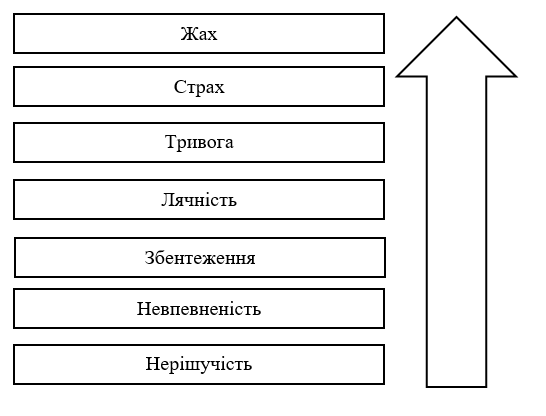 Жах
Страх
Тривога
Лячність
Збентеження
Невпевненість
Нерішучість